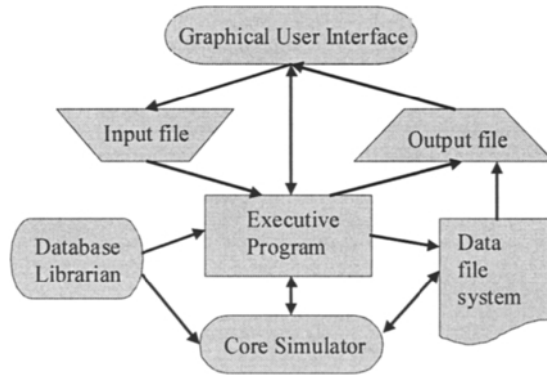 Graphical User Interface
Input file
Output file
Executive
Program
Database
Librarian
Data
file
system
Core Simulator